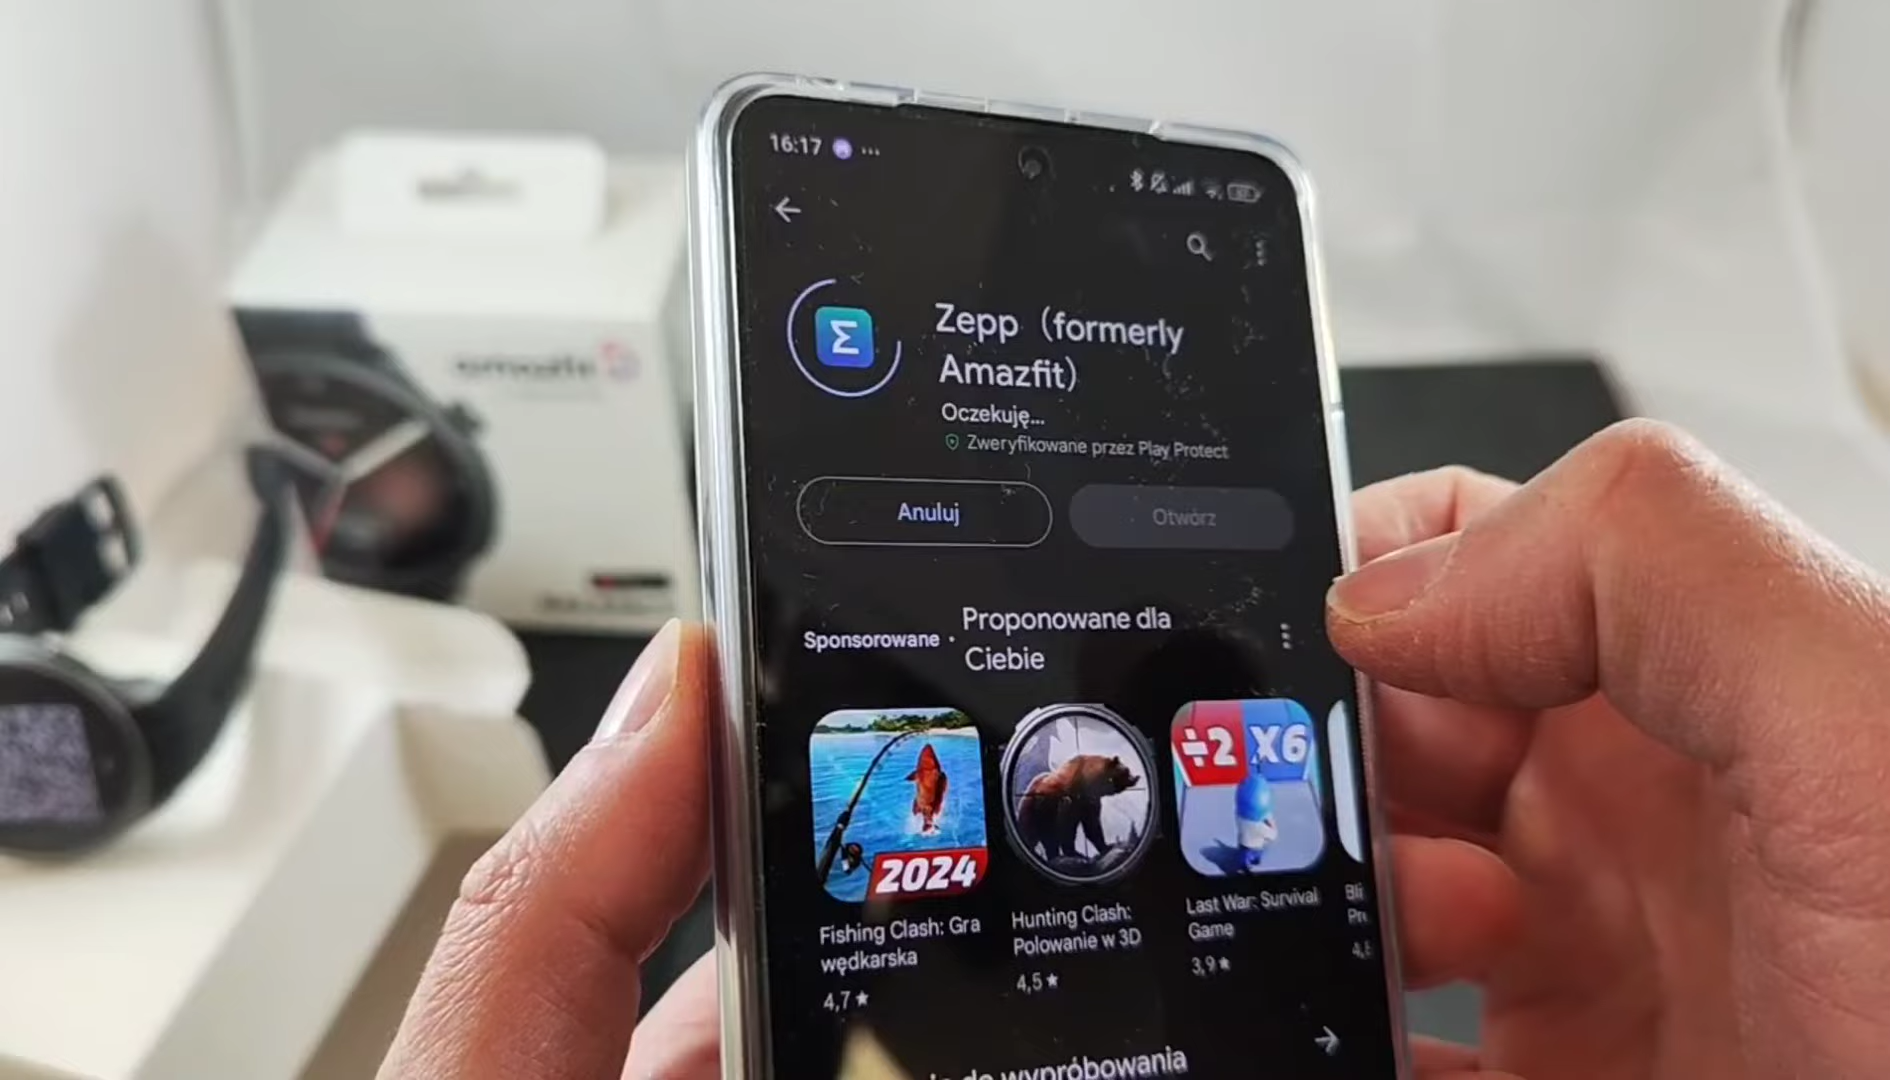 16:17
Zepp（formerly
Amazfit）
Oczekuję...
Zweryfikowane przez Play Protect
Anuluj
Otwórz
Sponsorowane •
Proponowane dla
Ciebie
÷2 X6
2024
Fishing Clash: Gra
wędkarska
4,7★
Hunting Clash:
Polowanie w 3D
4,5★
Last War: Survival
Game
3,9★
do wypróbowania
amazfit